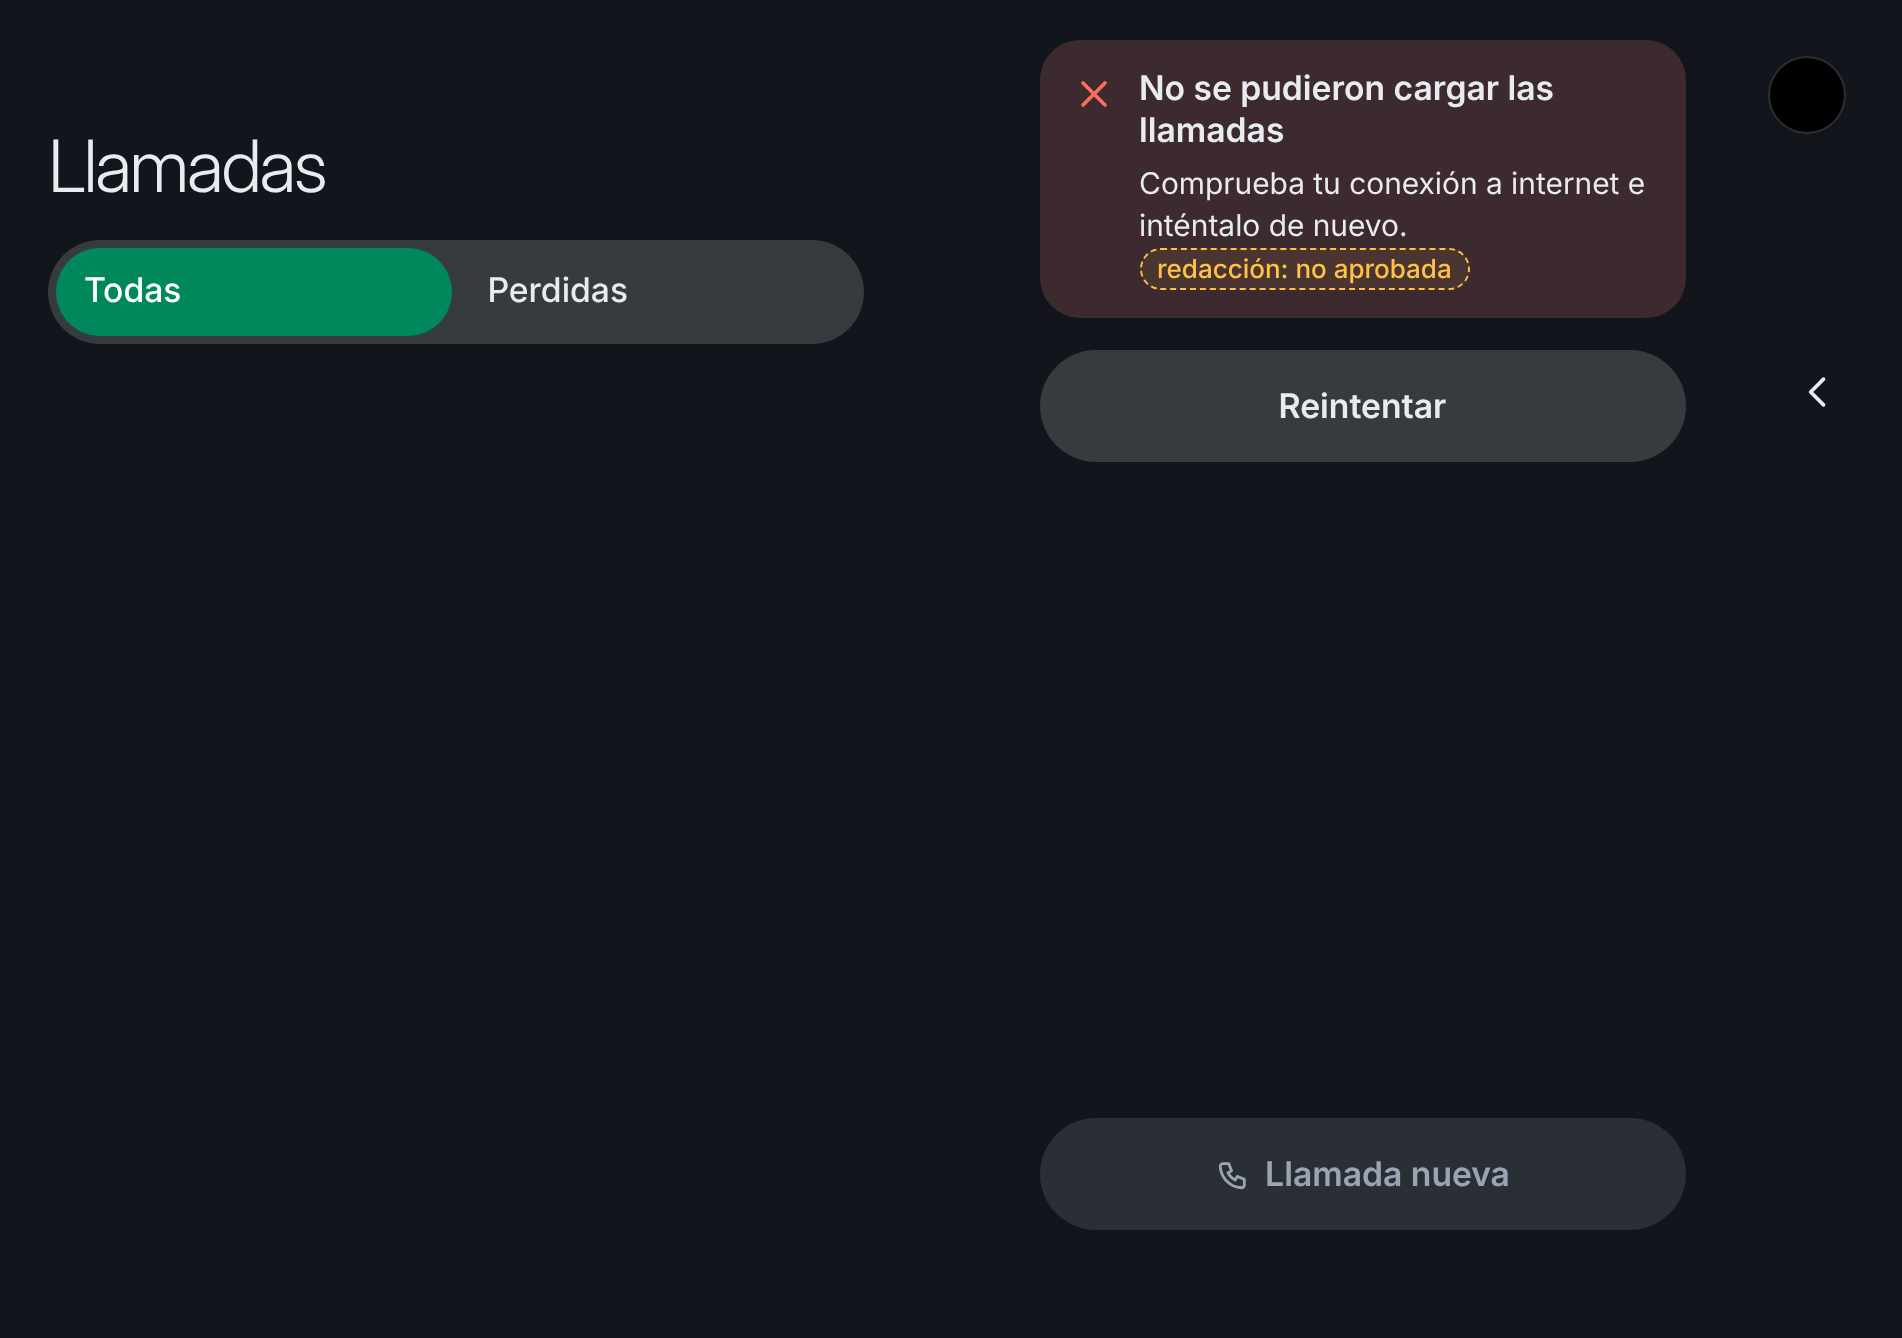 Llamadas
Todas
Perdidas
No se pudieron cargar las
llamadas
Comprueba tu conexión a internet e
inténtalo de nuevo.
redacción: no aprobada
Reintentar
Llamada nueva